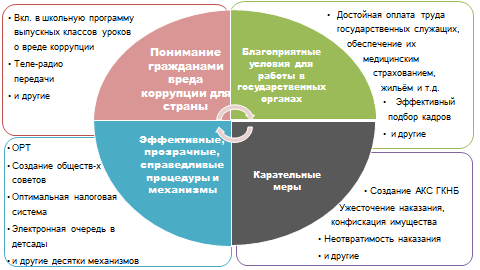 • Вкл. в школьную программу
выпускных классов уроков
о вреде коррупции
• Теле-радио
передачи
• и другие
Понимание
гражданами
вреда
коррупции для
страны
Благоприятные
условия для
работы в
государственных
органах
• Достойная оплата труда
государственных служащих,
обеспечение их
медицинским
страхованием,
жильём и т.д.
• Эффективный
подбор кадров
• и другие
• ОРТ
• Создание обществ-х
советов
• Оптимальная налоговая
система
• Электронная очередь в
детсады
• и другие десятки механизмов
Эффективные,
прозрачные,
справедливые
процедуры и
механизмы
Карательные
меры
• Создание АКС ГКНБ
Ужесточение наказания,
конфискация имущества
• Неотвратимость наказания
• и другие